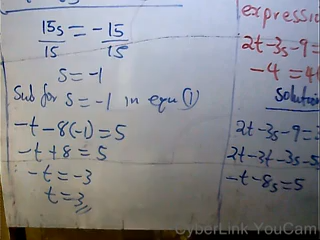 15s = -15
15 15
s = -1
Sub for s = -1 in equ ①
-t - 8(-1) = 5
-t + 8 = 5
-t = -3
t = 3
expressio
2t - 3s - 9 =
-4 = 4
solution
2t - 3s - 9 =
2t - 3t - 3s - 5
-t - 8s = 5
CyberLink YouCam